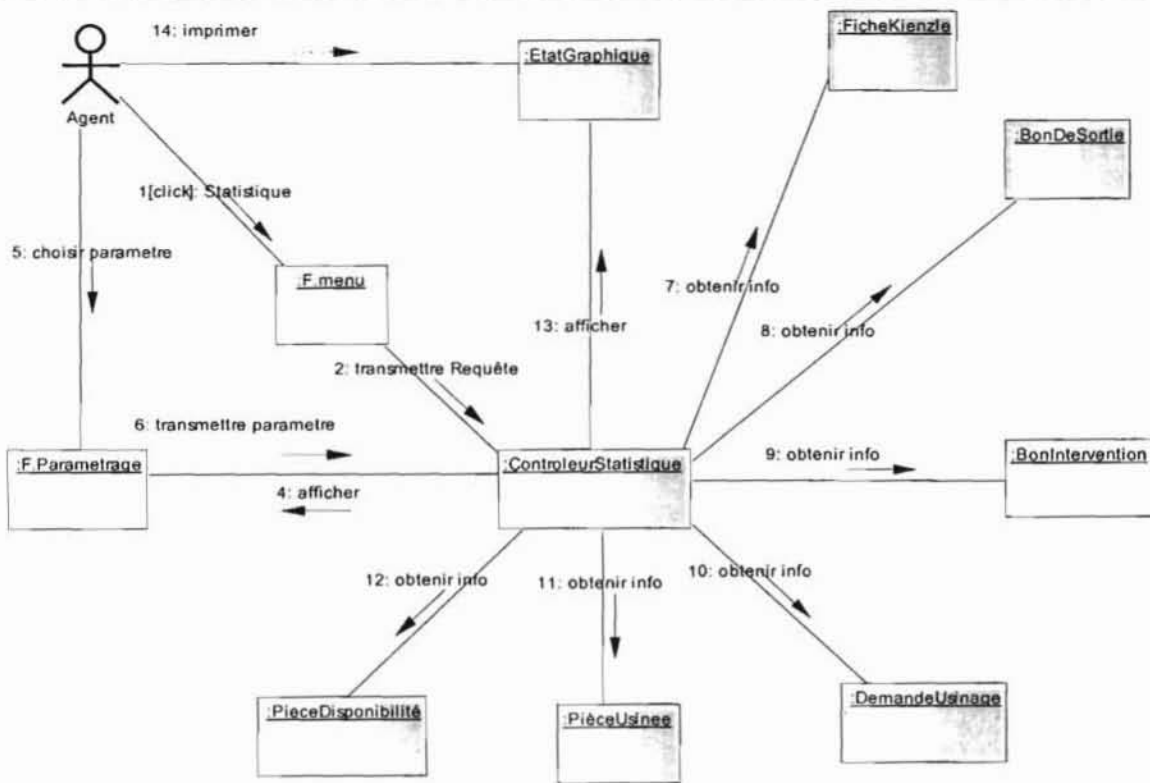 14: imprimer
:FicheKienzle
:EtatGraphique
Agent
:BonDeSortie
1[click]: Statistique
5: choisir parametre
:F.menu
7: obtenir info
13: afficher
8: obtenir info
2: transmettre Requête
6: transmettre parametre
:F.Parametrage
:ControleurStatistique
9: obtenir info
:BonIntervention
4: afficher
12: obtenir info
11: obtenir info
10: obtenir info
:PieceDisponibilité
:PièceUsinee
:DemandeUsinage